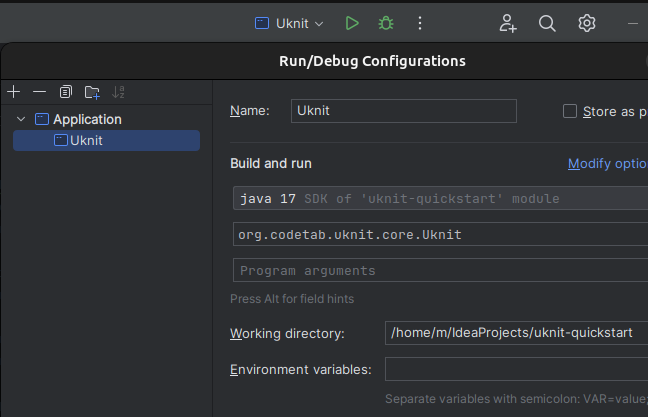 Uknit
Run/Debug Configurations
Application
Uknit
Name:
Uknit
Store as p
Build and run
Modify optio
java 17 SDK of 'uknit-quickstart' module
org.codetab.uknit.core.Uknit
Program arguments
Press Alt for field hints
Working directory:
/home/m/IdeaProjects/uknit-quickstart
Environment variables:
Separate variables with semicolon: VAR=value;